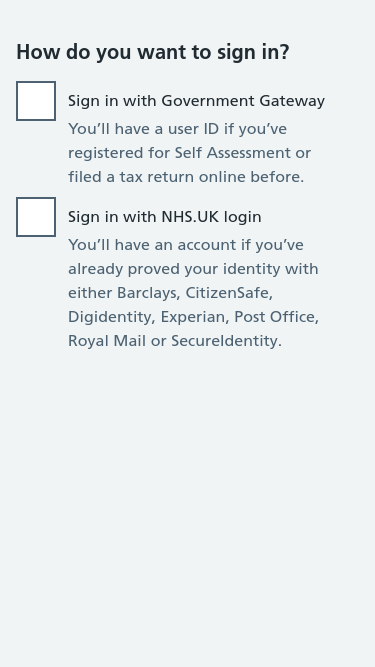 How do you want to sign in?
Sign in with Government Gateway
You’ll have a user ID if you’ve
registered for Self Assessment or
filed a tax return online before.
Sign in with NHS.UK login
You’ll have an account if you’ve
already proved your identity with
either Barclays, CitizenSafe,
Digidentity, Experian, Post Office,
Royal Mail or SecureIdentity.